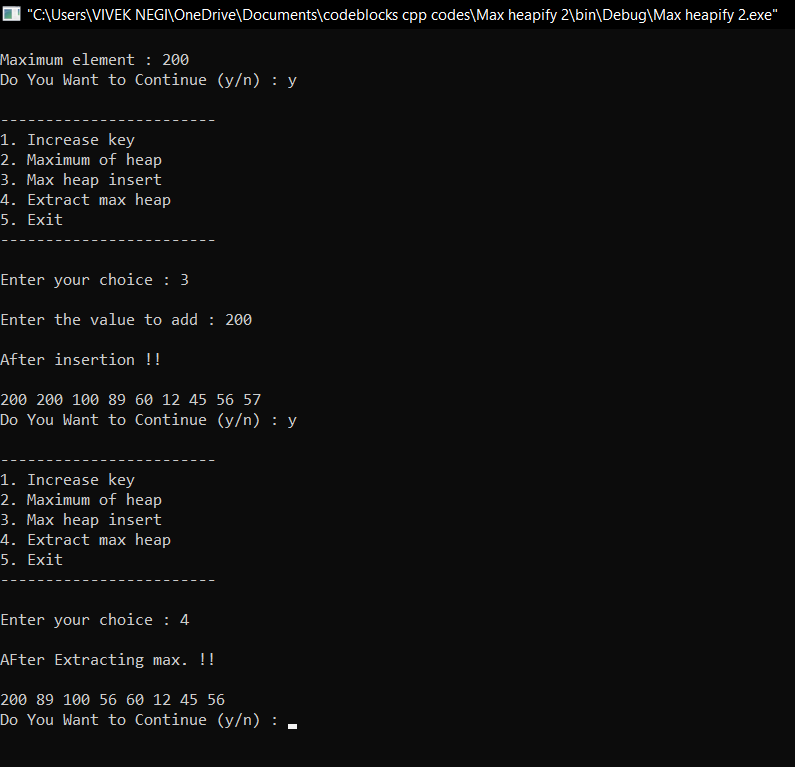 "C:\Users\VIVEK NEGI\OneDrive\Documents\codeblocks cpp codes\Max heapify 2\bin\Debug\Max heapify 2.exe"
Maximum element : 200
Do You Want to Continue (y/n) : y
------------------------
1. Increase key
2. Maximum of heap
3. Max heap insert
4. Extract max heap
5. Exit
------------------------
Enter your choice : 3
Enter the value to add : 200
After insertion !!
200 200 100 89 60 12 45 56 57
Do You Want to Continue (y/n) : y
------------------------
1. Increase key
2. Maximum of heap
3. Max heap insert
4. Extract max heap
5. Exit
------------------------
Enter your choice : 4
AFter Extracting max. !!
200 89 100 56 60 12 45 56
Do You Want to Continue (y/n) :